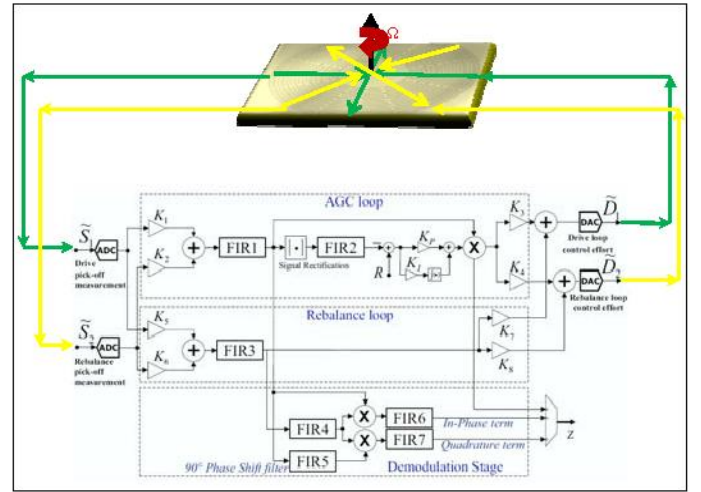 Ω
AGC loop
K1
K2
+
FIR1
|·|
Signal Rectification
FIR2
−
+
R
KP
KI
∫
+
X
K3
K4
+
DAC
D̃1
Drive loop
control effort
S̃1
ADC
Drive
pick-off
measurement
+
DAC
D̃2
Rebalance loop
control effort
Rebalance loop
S̃2
ADC
Rebalance
pick-off
measurement
K5
K6
+
FIR3
K7
K8
FIR4
X
FIR6
In-Phase term
X
FIR7
Quadrature term
FIR5
90° Phase Shift filter
Demodulation Stage
Z